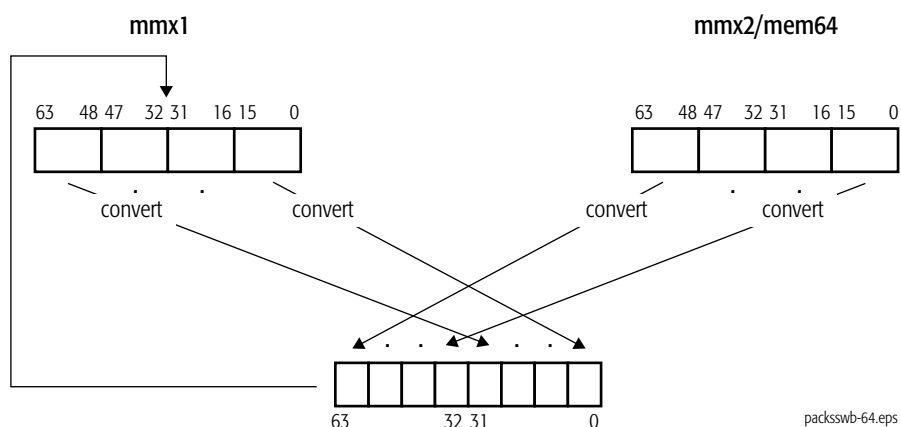 mmx1 mmx2/mem64
63 48 47 32 31 16 15 0 63 48 47 32 31 16 15 0
. . . .
convert convert convert convert
. . . .
63 32 31 0
packsswb-64.eps